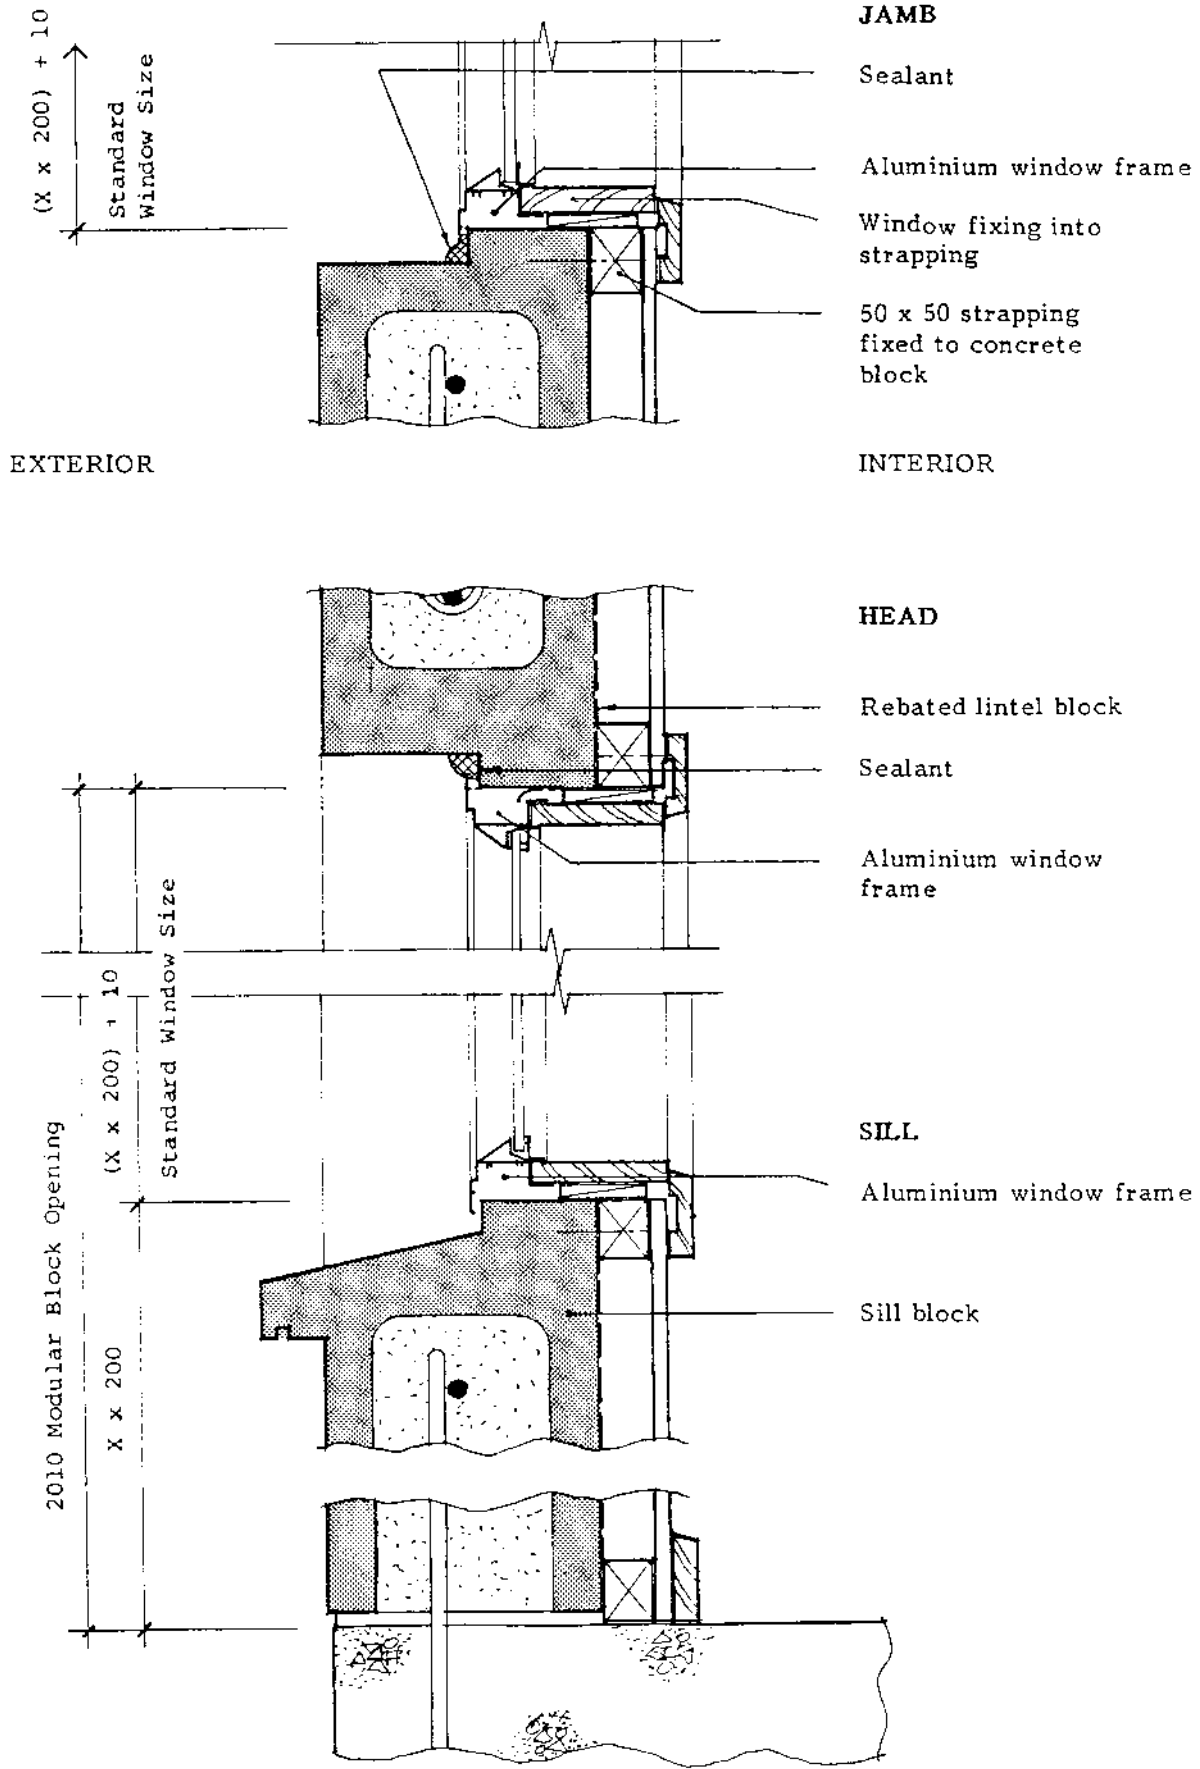 JAMB
(X x 200) + 10
Standard
Window Size
Sealant
Aluminium window frame
Window fixing into
strapping
50 x 50 strapping
fixed to concrete
block
EXTERIOR
INTERIOR
HEAD
Rebated lintel block
Sealant
Aluminium window
frame
2010 Modular Block Opening
(X x 200) + 10
Standard Window Size
X x 200
SILL
Aluminium window frame
Sill block